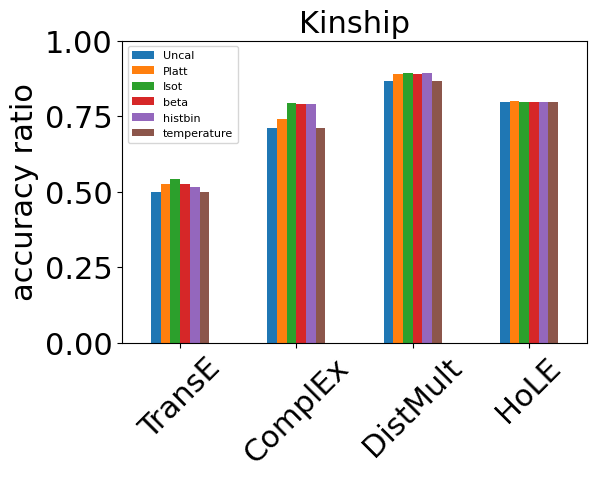 Kinship
accuracy ratio
1.00
0.75
0.50
0.25
0.00
Uncal
Platt
Isot
beta
histbin
temperature
TransE
ComplEx
DistMult
HoLE